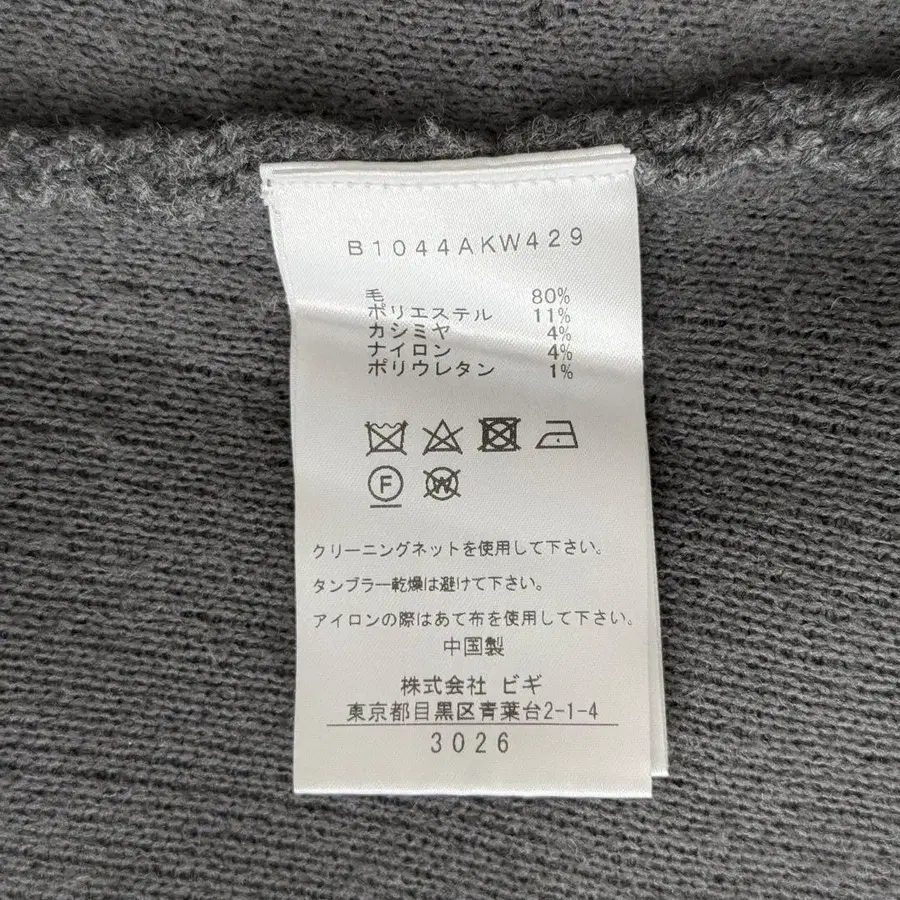 B1044AKW429
毛 80%
ポリエステル 11%
カシミヤ 4%
ナイロン 4%
ポリウレタン 1%
F W
クリーニングネットを使用して下さい。
タンブラー乾燥は避けて下さい。
アイロンの際はあて布を使用して下さい。
中国製
株式会社 ビギ
東京都目黒区青葉台2-1-4
3026